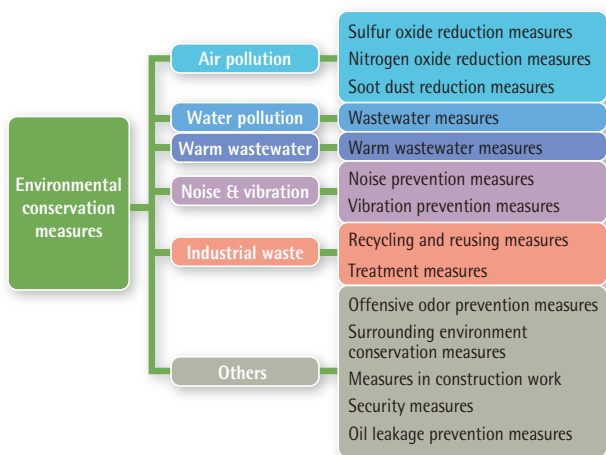 Environmental
conservation
measures
Air pollution
Sulfur oxide reduction measures
Nitrogen oxide reduction measures
Soot dust reduction measures
Water pollution
Wastewater measures
Warm wastewater
Warm wastewater measures
Noise & vibration
Noise prevention measures
Vibration prevention measures
Industrial waste
Recycling and reusing measures
Treatment measures
Others
Offensive odor prevention measures
Surrounding environment
conservation measures
Measures in construction work
Security measures
Oil leakage prevention measures